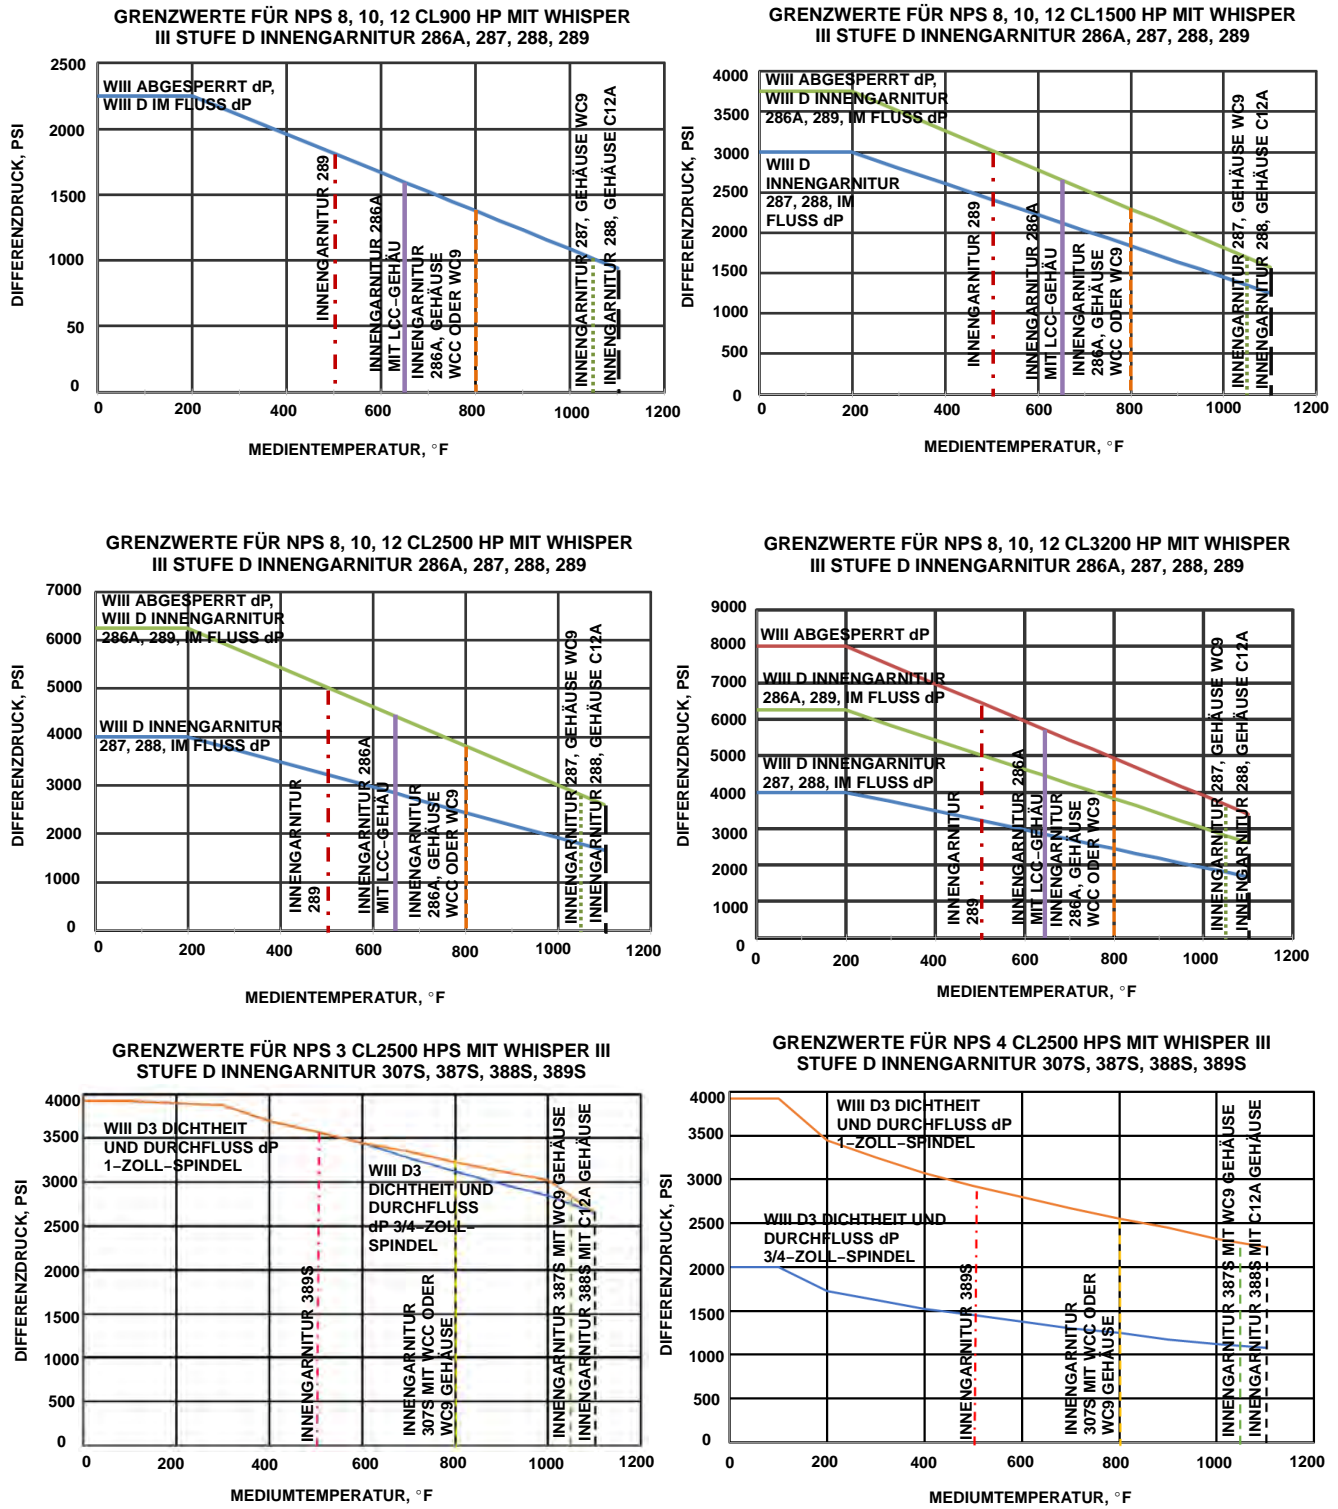 GRENZWERTE FÜR NPS 8, 10, 12 CL900 HP MIT WHISPER
III STUFE D INNENGARNITUR 286A, 287, 288, 289
DIFFERENZDRUCK, PSI
2500
2000
1500
1000
50
0
WIII ABGESPERRT dP,
WIII D IM FLUSS dP
INNENGARNITUR 289
INNENGARNITUR 286A
MIT LCC-GEHÄU
INNENGARNITUR
286A, GEHÄUSE
WCC ODER WC9
INNENGARNITUR 287, GEHÄUSE WC9
INNENGARNITUR 288, GEHÄUSE C12A
0 200 400 600 800 1000 1200
MEDIENTEMPERATUR, °F
GRENZWERTE FÜR NPS 8, 10, 12 CL1500 HP MIT WHISPER
III STUFE D INNENGARNITUR 286A, 287, 288, 289
DIFFERENZDRUCK, PSI
4000
3500
3000
2500
2000
1500
1000
500
0
WIII ABGESPERRT dP,
WIII D INNENGARNITUR
286A, 289, IM FLUSS dP
WIII D
INNENGARNITUR
287, 288, IM
FLUSS dP
INNENGARNITUR 289
INNENGARNITUR 286A
MIT LCC-GEHÄU
INNENGARNITUR
286A, GEHÄUSE
WCC ODER WC9
INNENGARNITUR 287, GEHÄUSE WC9
INNENGARNITUR 288, GEHÄUSE C12A
0 200 400 600 800 1000 1200
MEDIENTEMPERATUR, °F
GRENZWERTE FÜR NPS 8, 10, 12 CL2500 HP MIT WHISPER
III STUFE D INNENGARNITUR 286A, 287, 288, 289
DIFFERENZDRUCK, PSI
7000
6000
5000
4000
3000
2000
1000
0
WIII ABGESPERRT dP,
WIII D INNENGARNITUR
286A, 289, IM FLUSS dP
WIII D INNENGARNITUR
287, 288, IM FLUSS dP
INNENGARNITUR
289
INNENGARNITUR 286A
MIT LCC-GEHÄU
INNENGARNITUR
286A, GEHÄUSE
WCC ODER WC9
INNENGARNITUR 287, GEHÄUSE WC9
INNENGARNITUR 288, GEHÄUSE C12A
0 200 400 600 800 1000 1200
MEDIENTEMPERATUR, °F
GRENZWERTE FÜR NPS 8, 10, 12 CL3200 HP MIT WHISPER
III STUFE D INNENGARNITUR 286A, 287, 288, 289
DIFFERENZDRUCK, PSI
9000
8000
7000
6000
5000
4000
3000
2000
1000
0
WIII ABGESPERRT dP
WIII D INNENGARNITUR
286A, 289, IM FLUSS dP
WIII D INNENGARNITUR
287, 288, IM FLUSS dP
INNENGARNITUR
289
INNENGARNITUR 286A
MIT LCC-GEHÄU
INNENGARNITUR
286A, GEHÄUSE
WCC ODER WC9
INNENGARNITUR 287, GEHÄUSE WC9
INNENGARNITUR 288, GEHÄUSE C12A
0 200 400 600 800 1000 1200
MEDIENTEMPERATUR, °F
GRENZWERTE FÜR NPS 3 CL2500 HPS MIT WHISPER III
STUFE D INNENGARNITUR 307S, 387S, 388S, 389S
DIFFERENZDRUCK, PSI
4000
3500
3000
2500
2000
1500
1000
500
0
WIII D3 DICHTHEIT
UND DURCHFLUSS dP
1-ZOLL-SPINDEL
WIII D3
DICHTHEIT UND
DURCHFLUSS
dP 3/4-ZOLL-
SPINDEL
INNENGARNITUR 389S
INNENGARNITUR
307S MIT WCC ODER
WC9 GEHÄUSE
INNENGARNITUR 387S MIT WC9 GEHÄUSE
INNENGARNITUR 388S MIT C12A GEHÄUSE
0 200 400 600 800 1000 1200
MEDIUMTEMPERATUR, °F
GRENZWERTE FÜR NPS 4 CL2500 HPS MIT WHISPER III
STUFE D INNENGARNITUR 307S, 387S, 388S, 389S
DIFFERENZDRUCK, PSI
4000
3500
3000
2500
2000
1500
1000
500
0
WIII D3 DICHTHEIT
UND DURCHFLUSS dP
1-ZOLL-SPINDEL
WIII D3 DICHTHEIT UND
DURCHFLUSS dP
3/4-ZOLL-SPINDEL
INNENGARNITUR 389S
INNENGARNITUR
307S MIT WCC ODER
WC9 GEHÄUSE
INNENGARNITUR 387S MIT WC9 GEHÄUSE
INNENGARNITUR 388S MIT C12A GEHÄUSE
0 200 400 600 800 1000 1200
MEDIUMTEMPERATUR, °F